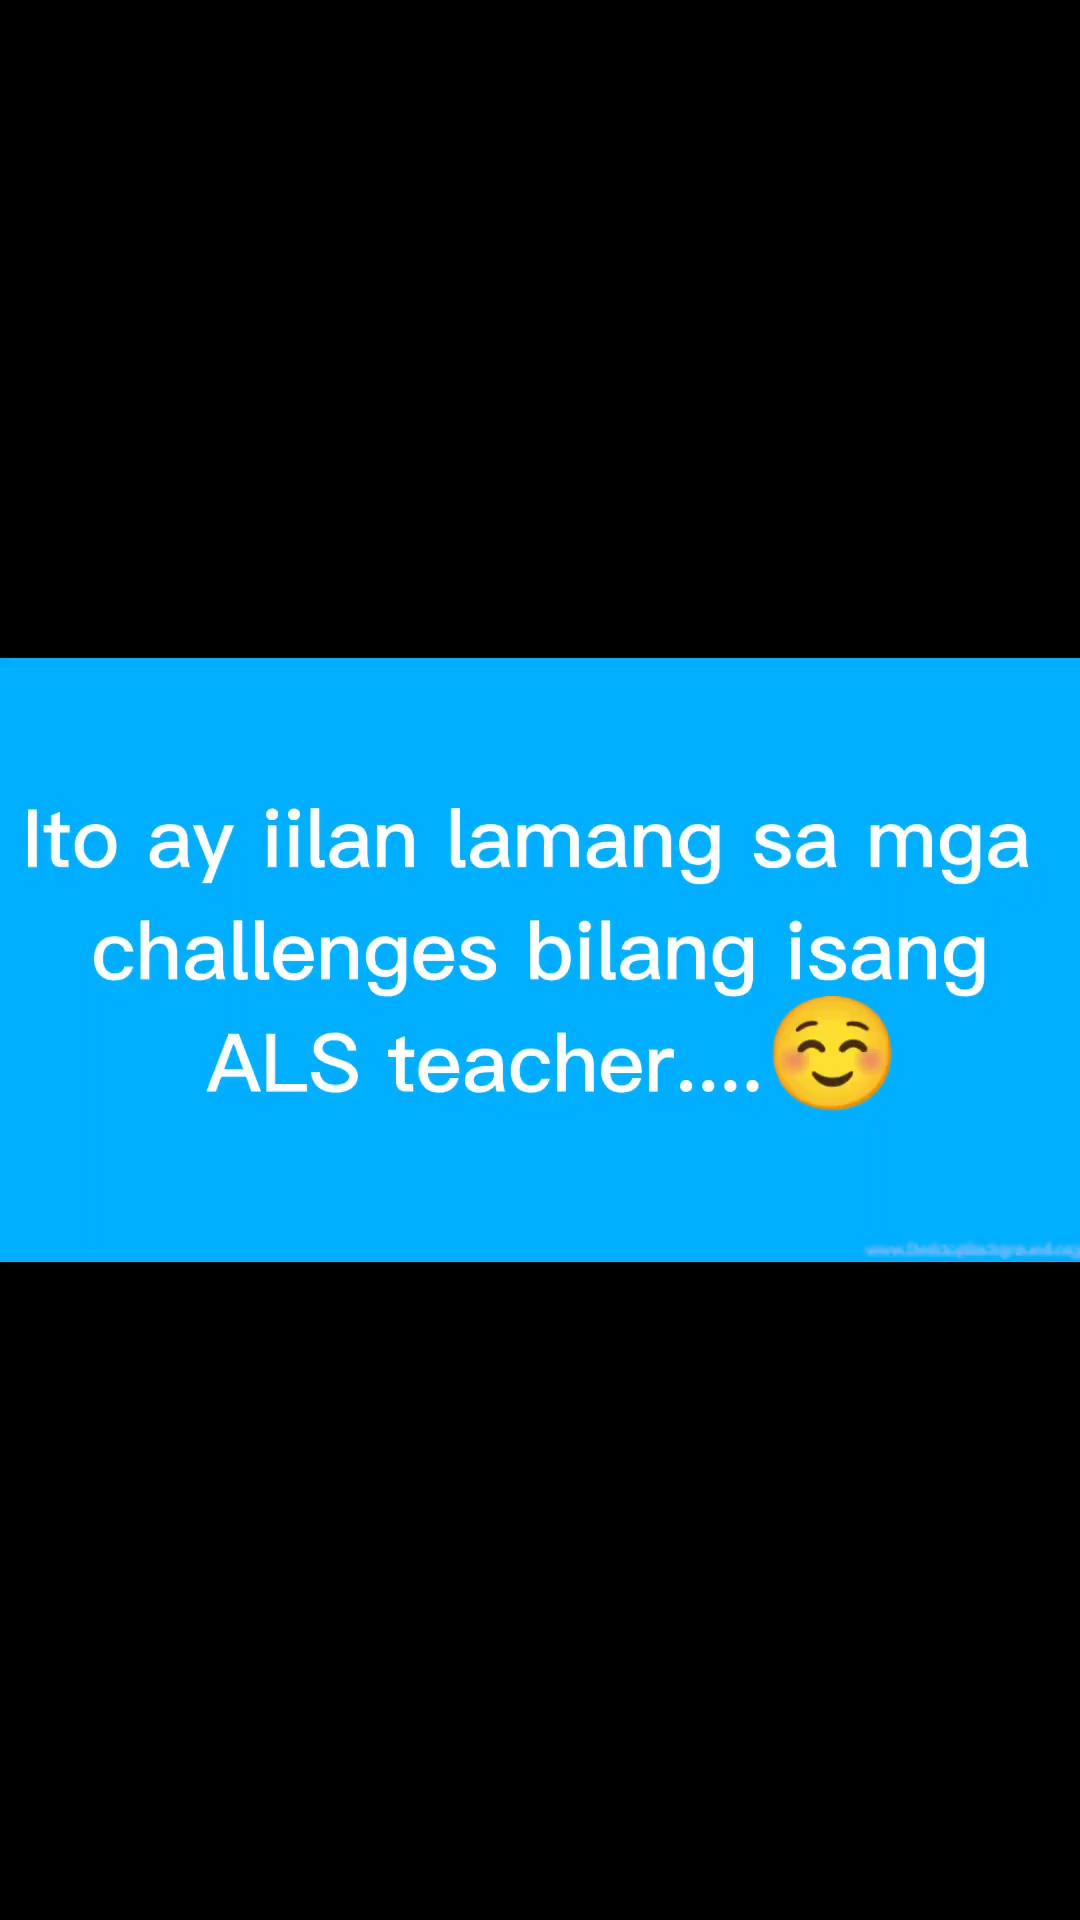 Ito ay iilan lamang sa mga
challenges bilang isang
ALS teacher....☺️